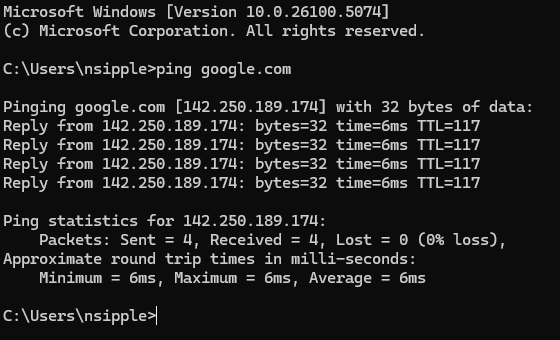 Microsoft Windows [Version 10.0.26100.5074]
(c) Microsoft Corporation. All rights reserved.
C:\Users\nsipple>ping google.com
Pinging google.com [142.250.189.174] with 32 bytes of data:
Reply from 142.250.189.174: bytes=32 time=6ms TTL=117
Reply from 142.250.189.174: bytes=32 time=6ms TTL=117
Reply from 142.250.189.174: bytes=32 time=6ms TTL=117
Reply from 142.250.189.174: bytes=32 time=6ms TTL=117
Ping statistics for 142.250.189.174:
    Packets: Sent = 4, Received = 4, Lost = 0 (0% loss),
Approximate round trip times in milli-seconds:
    Minimum = 6ms, Maximum = 6ms, Average = 6ms
C:\Users\nsipple>